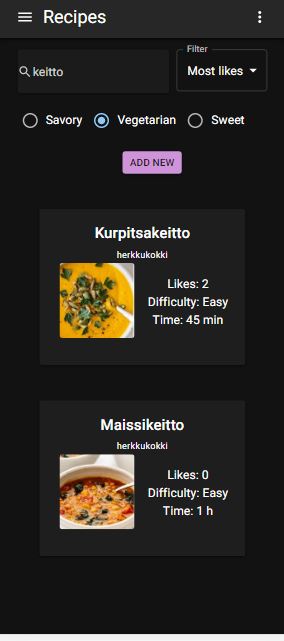 Recipes
keitto
Filter
Most likes
Savory
Vegetarian
Sweet
ADD NEW
Kurpitsakeitto
herkkukokki
Likes: 2
Difficulty: Easy
Time: 45 min
Maissikeitto
herkkukokki
Likes: 0
Difficulty: Easy
Time: 1 h